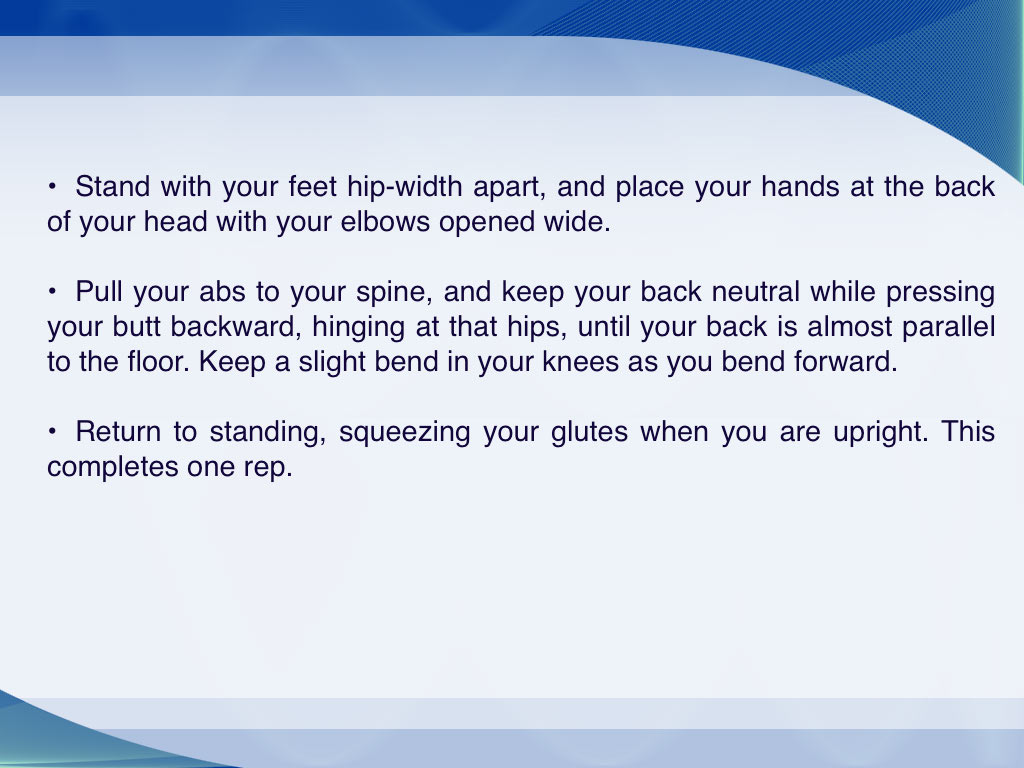 • Stand with your feet hip-width apart, and place your hands at the back
of your head with your elbows opened wide.
• Pull your abs to your spine, and keep your back neutral while pressing
your butt backward, hinging at that hips, until your back is almost parallel
to the floor. Keep a slight bend in your knees as you bend forward.
• Return to standing, squeezing your glutes when you are upright. This
completes one rep.